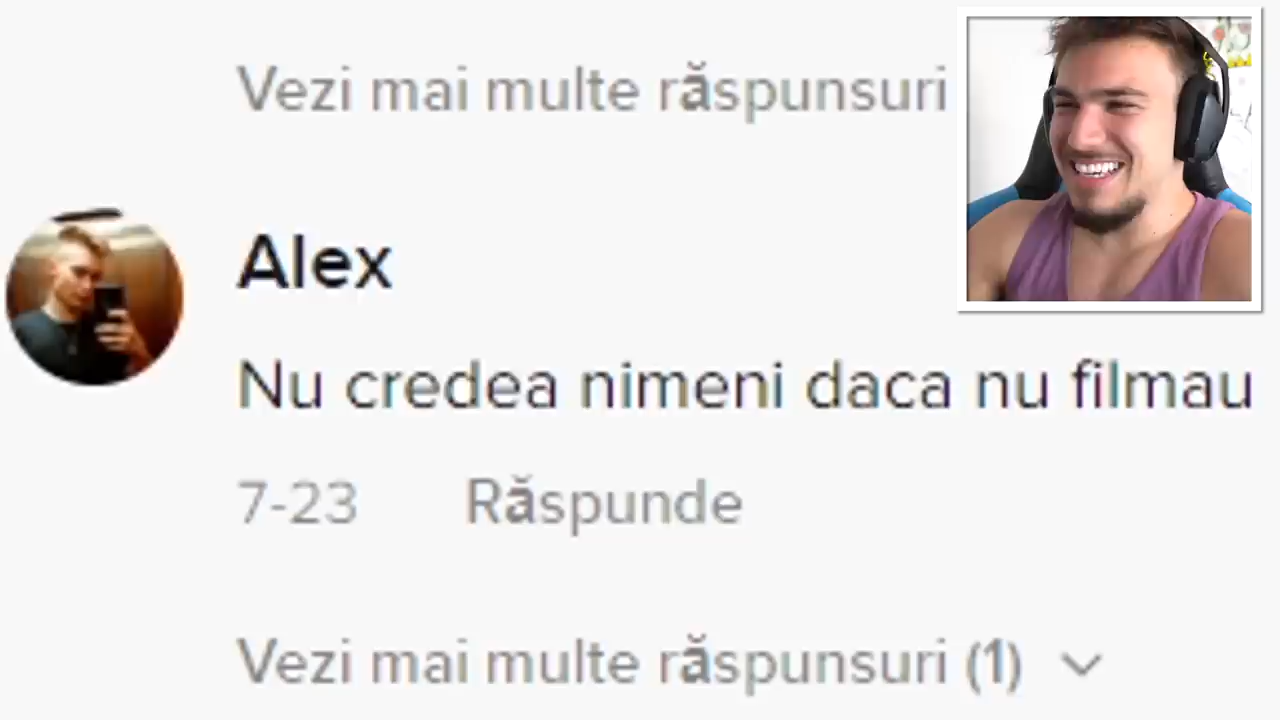 Vezi mai multe răspunsuri
Alex
Nu credea nimeni daca nu filmau
7-23 Răspunde
Vezi mai multe răspunsuri (1)